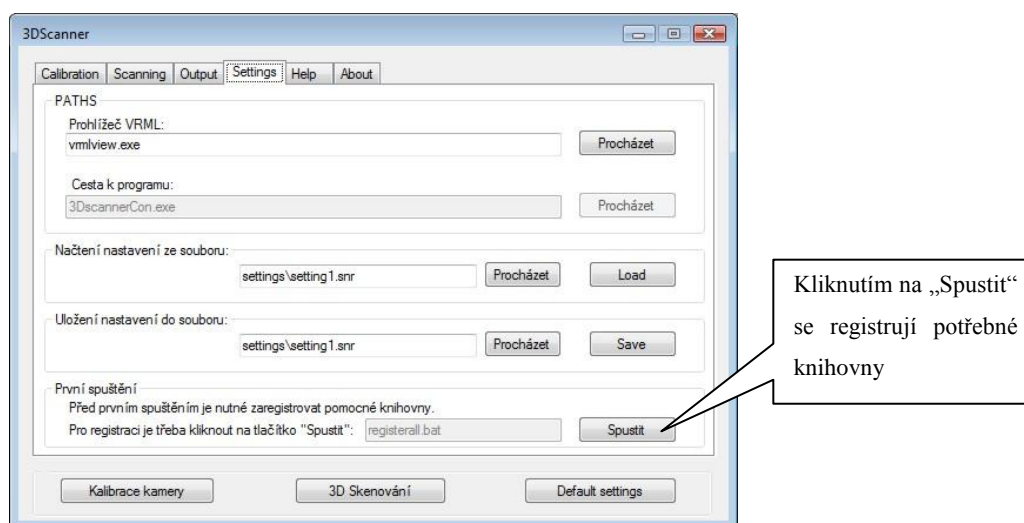 3DScanner
Calibration Scanning Output Settings Help About
PATHS
Prohlížeč VRML:
vrmlview.exe Procházet
Cesta k programu:
3DscannerCon.exe Procházet
Načtení nastavení ze souboru:
settings\setting1.snr Procházet Load
Uložení nastavení do souboru:
settings\setting1.snr Procházet Save
První spuštění
Před prvním spuštěním je nutné zaregistrovat pomocné knihovny.
Pro registraci je třeba kliknout na tlačítko "Spustit": registerall.bat Spustit
Kalibrace kamery 3D Skenování Default settings
Kliknutím na „Spustit“
se registrují potřebné
knihovny